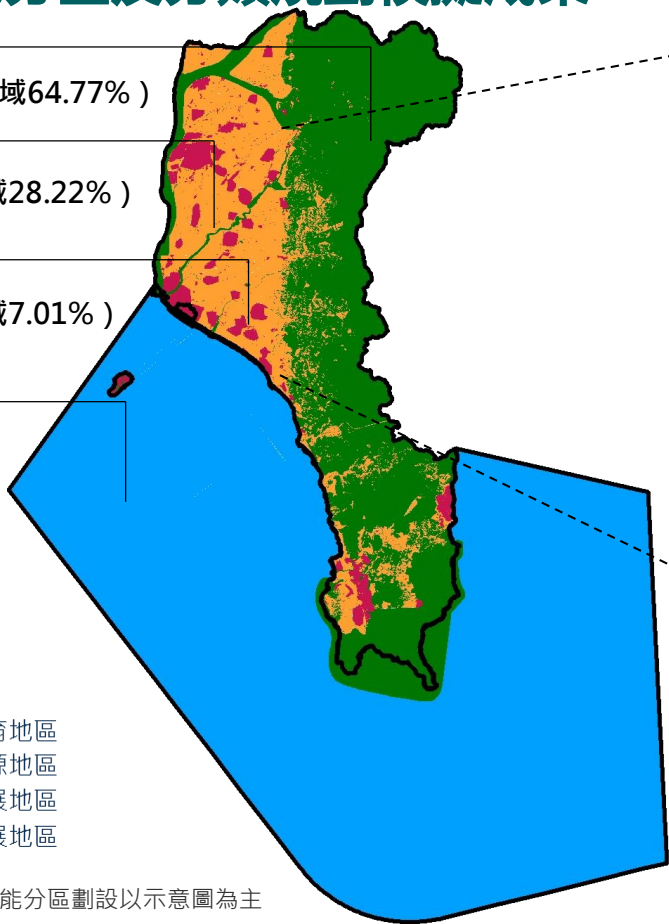 域64.77%）
域28.22%）
域7.01%）
育地區
源地區
展地區
展地區
能分區劃設以示意圖為主